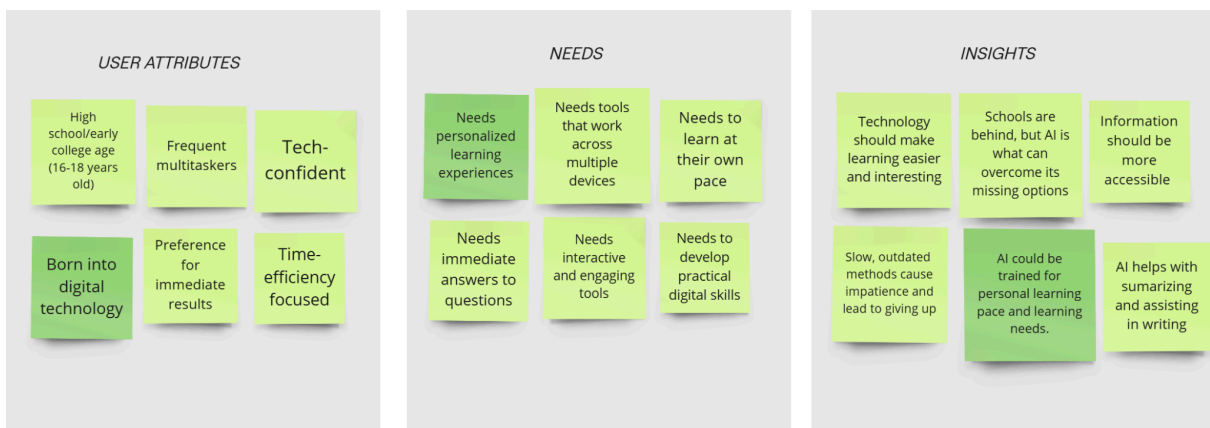 USER ATTRIBUTES
High
school/early
college age
(16-18 years
old)
Frequent
multitaskers
Tech-
confident
Born into
digital
technology
Preference
for
immediate
results
Time-
efficiency
focused
NEEDS
Needs
personalized
learning
experiences
Needs tools
that work
across
multiple
devices
Needs to
learn at
their own
pace
Needs
immediate
answers to
questions
Needs
interactive
and engaging
tools
Needs to
develop
practical
digital skills
INSIGHTS
Technology
should make
learning easier
and interesting
Schools are
behind, but AI is
what can
overcome its
missing options
Information
should be
more
accessible
Slow, outdated
methods cause
impatience and
lead to giving up
AI could be
trained for
personal learning
pace and learning
needs.
AI helps with
sumarizing
and assisting
in writing